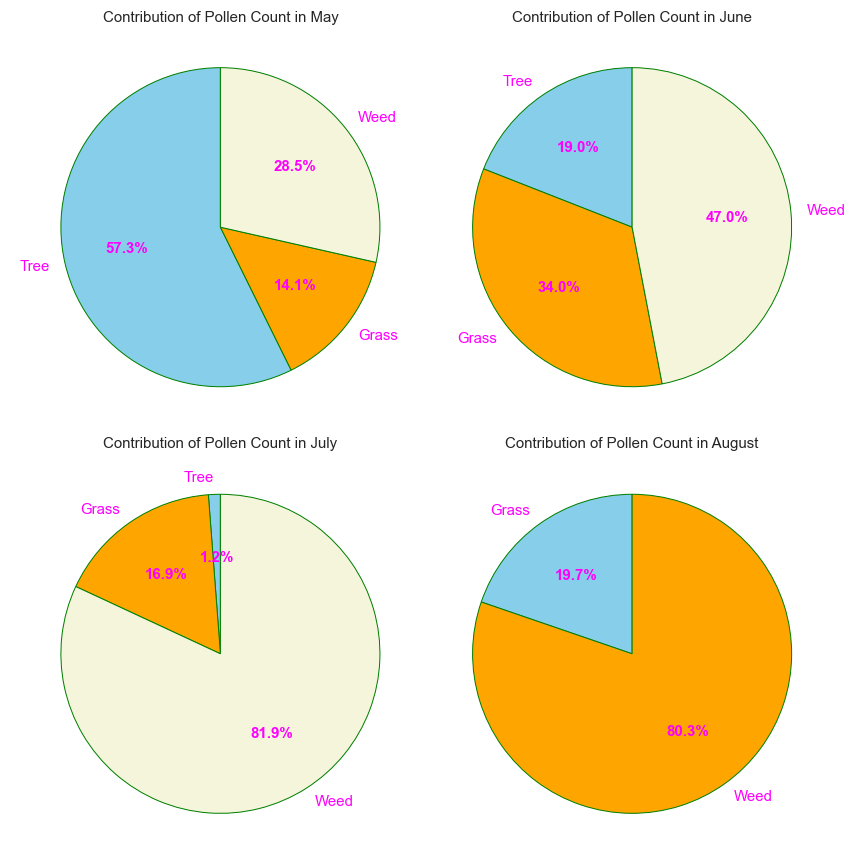 Contribution of Pollen Count in May
Weed
28.5%
57.3%
Tree
14.1%
Grass
Contribution of Pollen Count in June
Tree
19.0%
Weed
47.0%
34.0%
Grass
Contribution of Pollen Count in July
Tree
Grass
1.2%
16.9%
81.9%
Weed
Contribution of Pollen Count in August
Grass
19.7%
80.3%
Weed